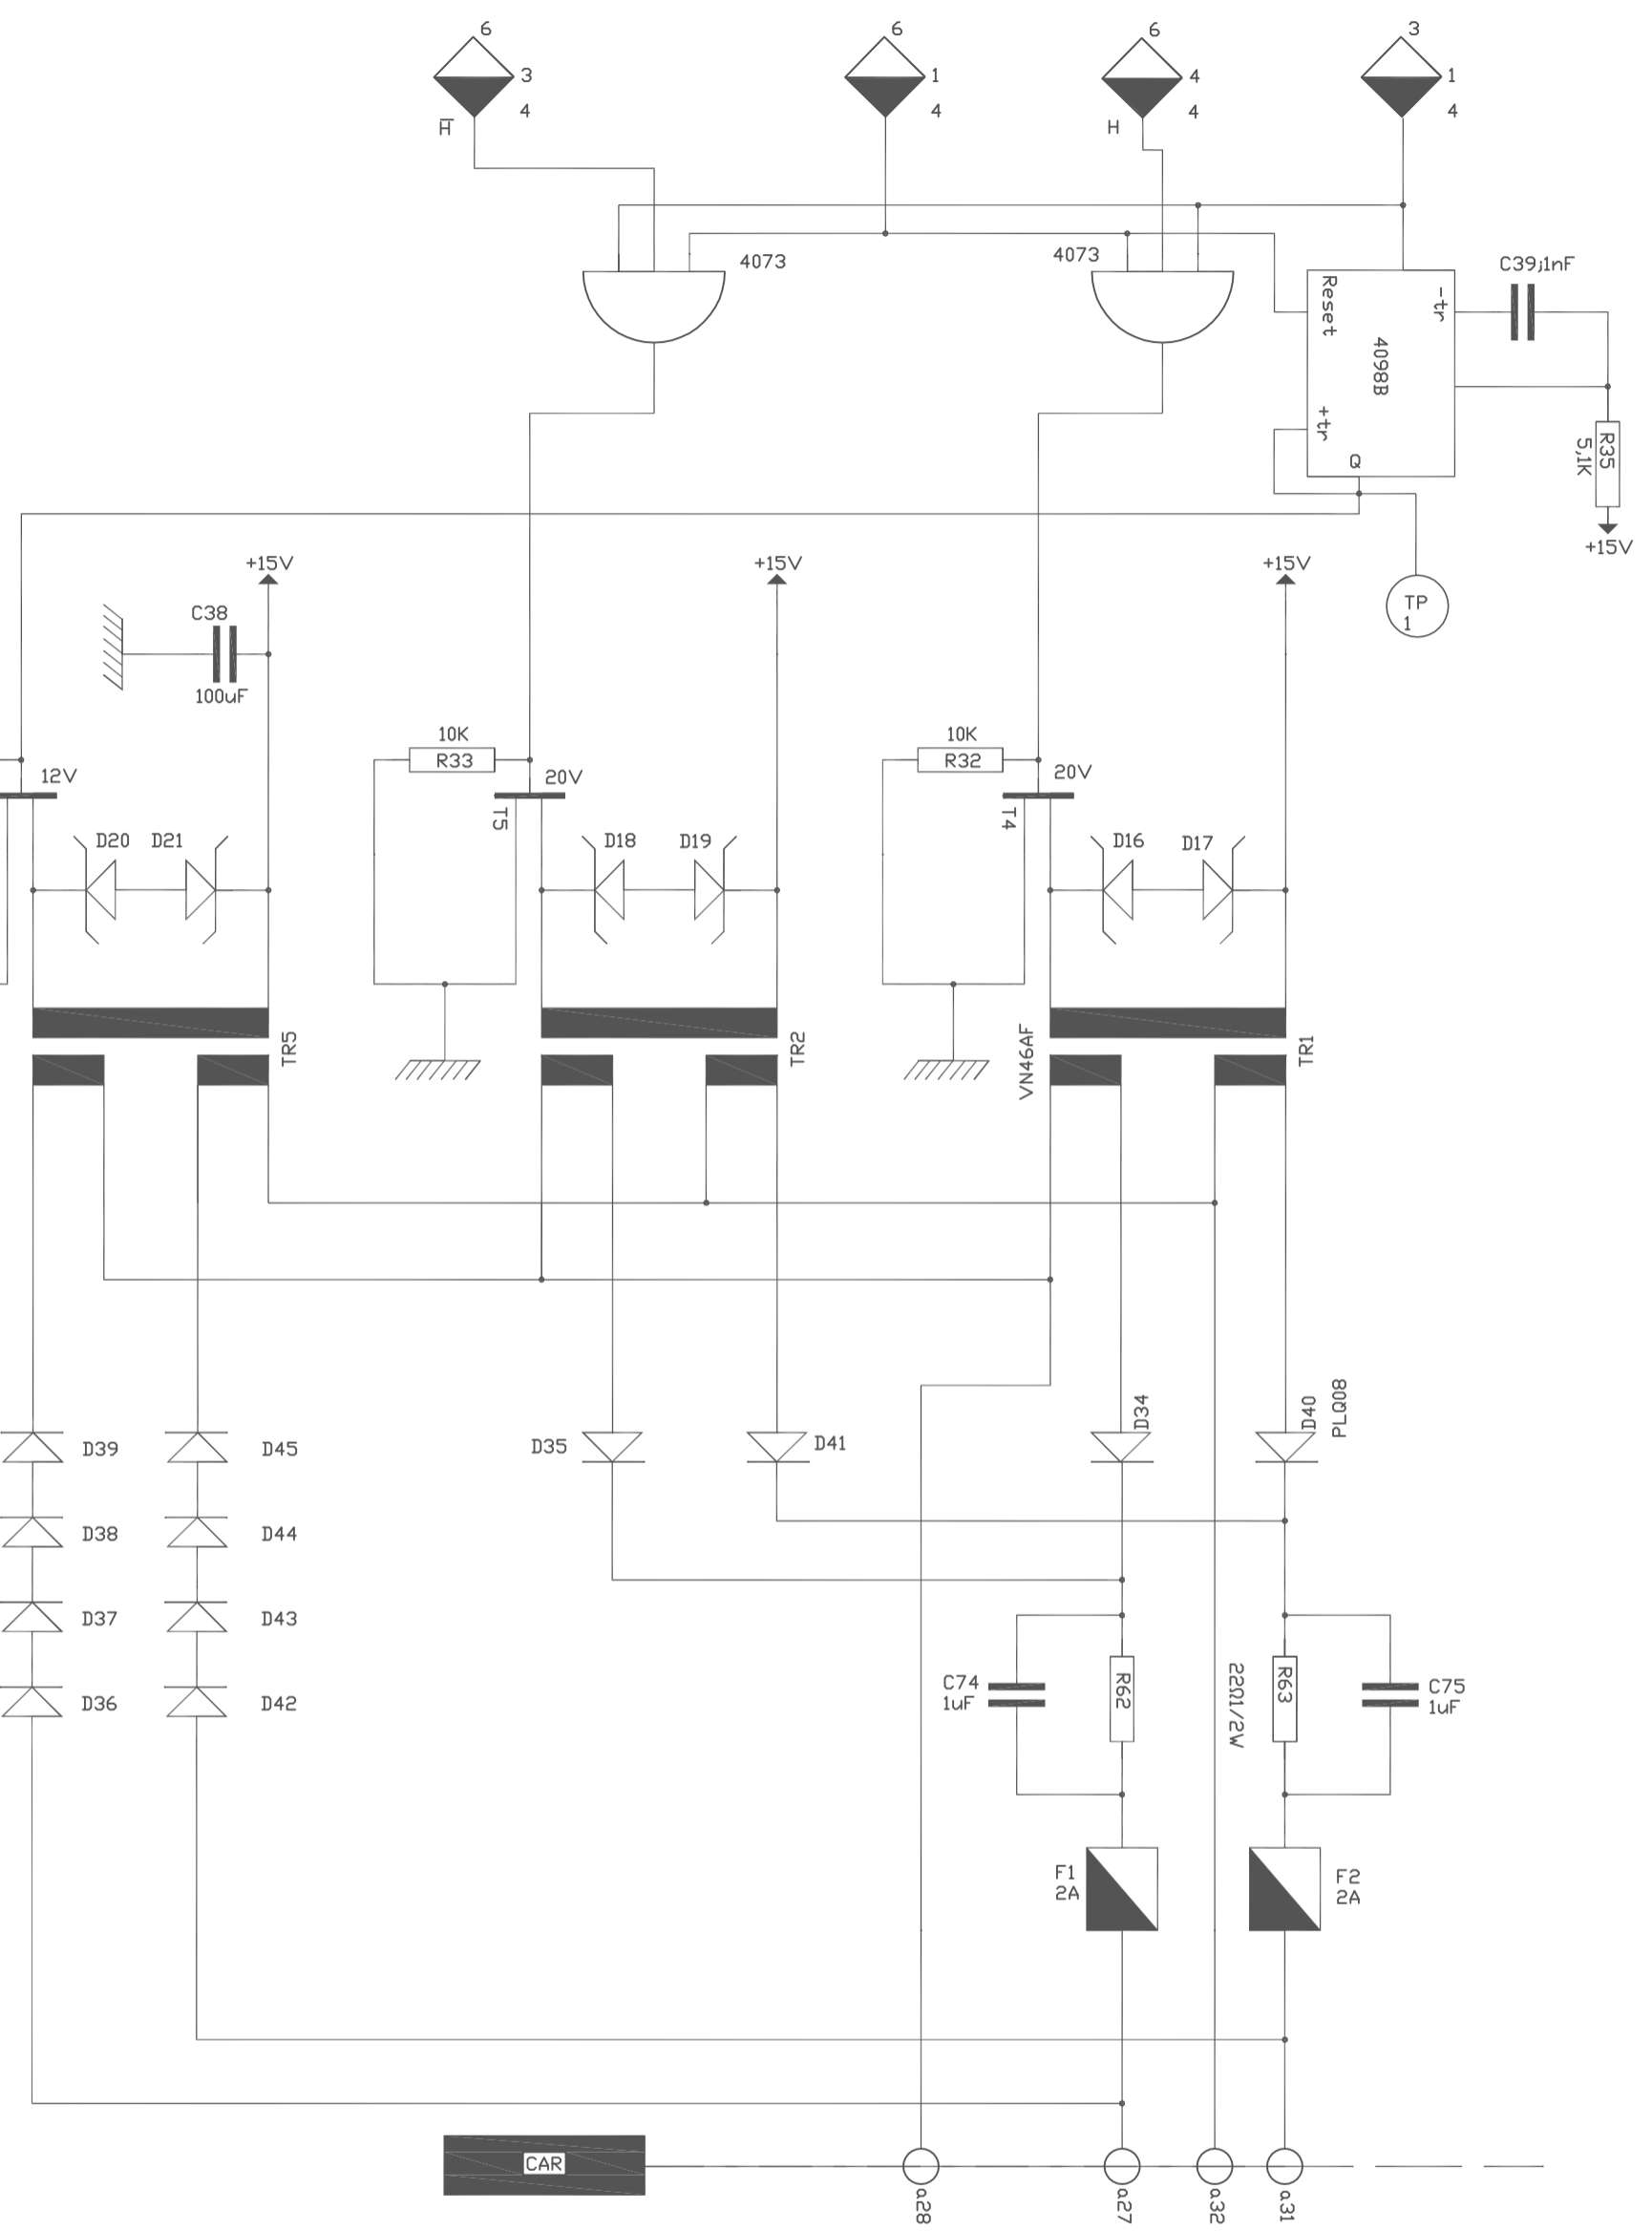 6
3
4
H̅
6
1
4
6
4
4
H
3
1
4
4073
4073
Reset
-tr
4098B
+tr
Q
C39;1nF
R35
5,1K
+15V
TP
1
+15V
+15V
+15V
C38
100uF
10K
R33
10K
R32
12V
20V
20V
T5
T4
D20
D21
D18
D19
D16
D17
TR5
TR2
VN46AF
TR1
D34
D40
PLQ08
D39
D45
D35
D41
D38
D44
D37
D43
D36
D42
C74
1uF
R62
22Ω1/2W
R63
C75
1uF
F1
2A
F2
2A
CAR
a28
a27
a32
a31